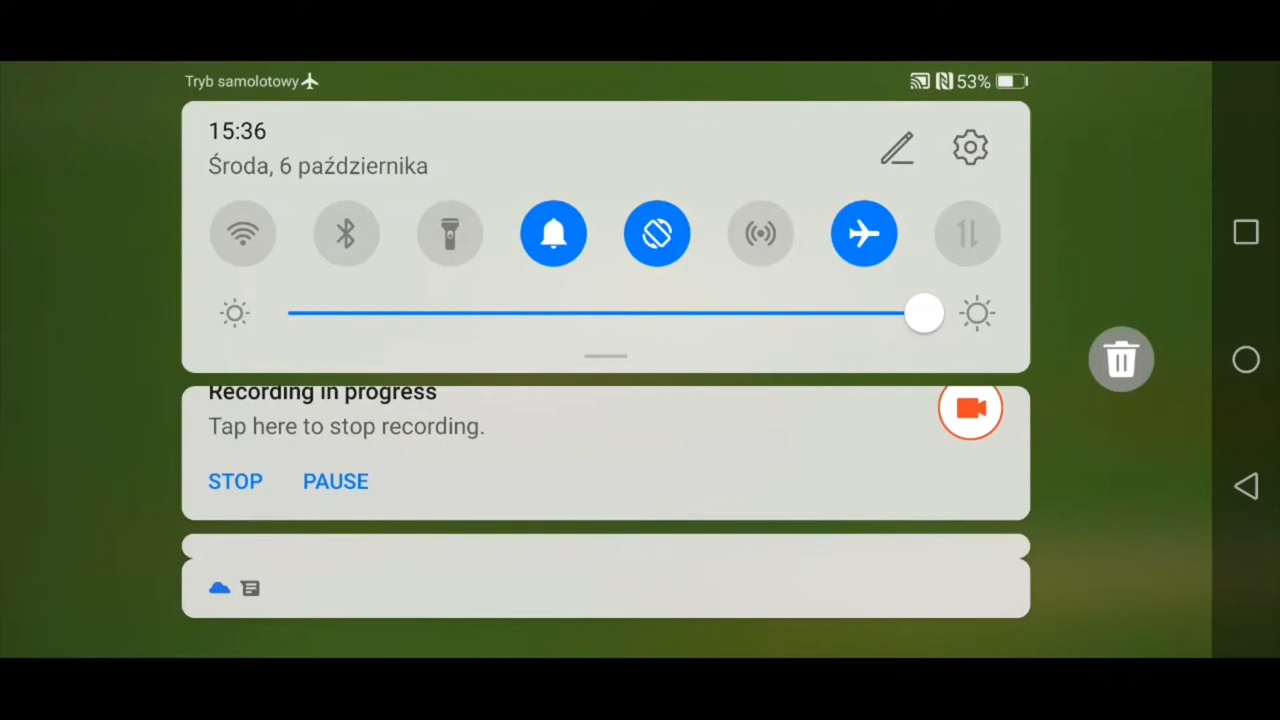 Tryb samolotowy
53%
15:36
Środa, 6 października
Recording in progress
Tap here to stop recording.
STOP PAUSE